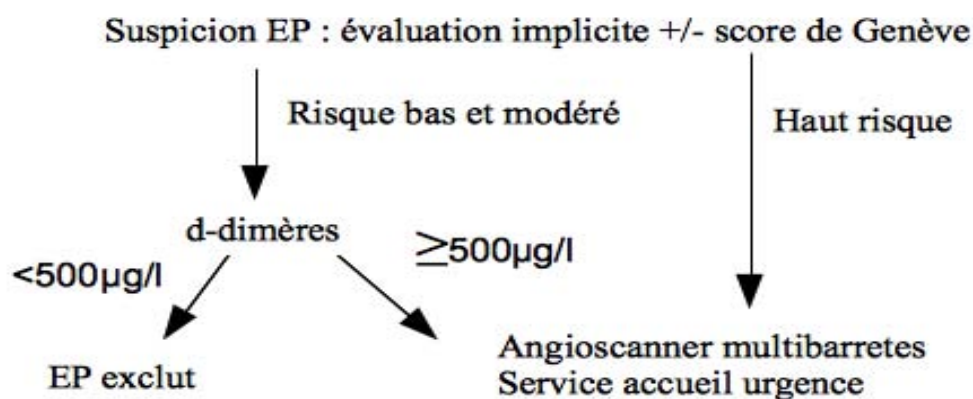 Suspicion EP : évaluation implicite +/- score de Genève
Risque bas et modéré
Haut risque
d-dimères
<500µg/l
≥500µg/l
EP exclut
Angioscanner multibarretes
Service accueil urgence